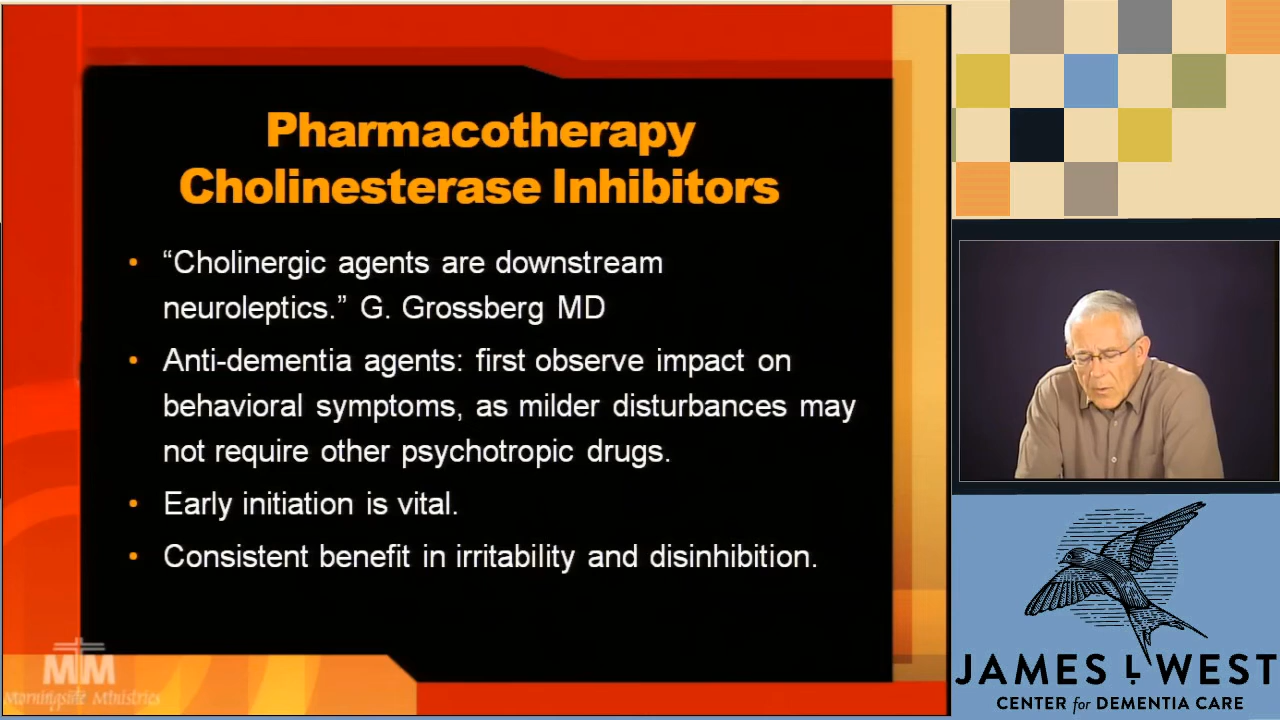 Pharmacotherapy
Cholinesterase Inhibitors
• “Cholinergic agents are downstream
neuroleptics.” G. Grossberg MD
• Anti-dementia agents: first observe impact on
behavioral symptoms, as milder disturbances may
not require other psychotropic drugs.
• Early initiation is vital.
• Consistent benefit in irritability and disinhibition.
MM
Morningside Ministries
JAMES L WEST
CENTER for DEMENTIA CARE